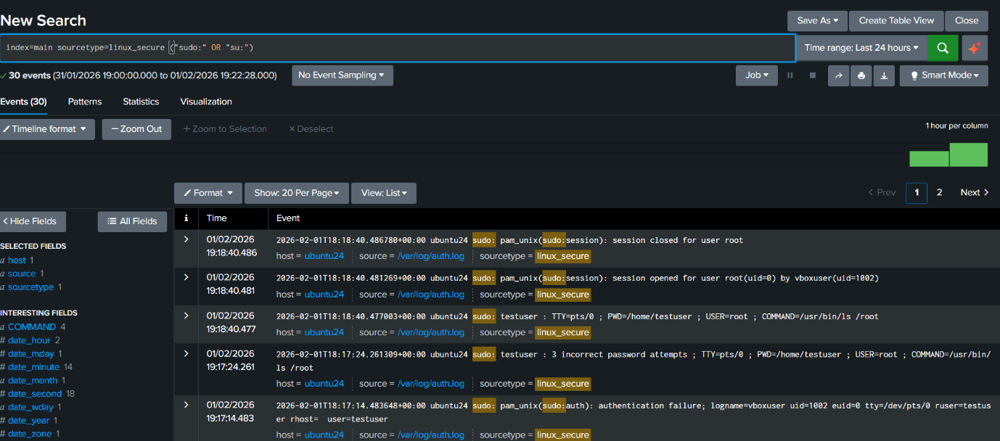 New Search
Save As
Create Table View
Close
index=main sourcetype=linux_secure ("sudo:" OR "su:")
Time range: Last 24 hours
30 events (31/01/2026 19:00:00.000 to 01/02/2026 19:22:28.000)
No Event Sampling
Job
Smart Mode
Events (30)
Patterns
Statistics
Visualization
Timeline format
— Zoom Out
+ Zoom to Selection
× Deselect
1 hour per column
Format
Show: 20 Per Page
View: List
< Prev
1
2
Next >
< Hide Fields
All Fields
SELECTED FIELDS
a host 1
a source 1
a sourcetype 1
INTERESTING FIELDS
a COMMAND 4
# date_hour 2
# date_mday 1
# date_minute 14
a date_month 1
# date_second 18
a date_wday 1
# date_year 1
# date_zone 1
i Time Event
> 01/02/2026 19:18:40.486
2026-02-01T18:18:40.486780+00:00 ubuntu24 sudo: pam_unix(sudo:session): session closed for user root
host = ubuntu24 source = /var/log/auth.log sourcetype = linux_secure
> 01/02/2026 19:18:40.481
2026-02-01T18:18:40.481269+00:00 ubuntu24 sudo: pam_unix(sudo:session): session opened for user root(uid=0) by vboxuser(uid=1002)
host = ubuntu24 source = /var/log/auth.log sourcetype = linux_secure
> 01/02/2026 19:18:40.477
2026-02-01T18:18:40.477003+00:00 ubuntu24 sudo: testuser : TTY=pts/0 ; PWD=/home/testuser ; USER=root ; COMMAND=/usr/bin/ls /root
host = ubuntu24 source = /var/log/auth.log sourcetype = linux_secure
> 01/02/2026 19:17:24.261
2026-02-01T18:17:24.261309+00:00 ubuntu24 sudo: testuser : 3 incorrect password attempts ; TTY=pts/0 ; PWD=/home/testuser ; USER=root ; COMMAND=/usr/bin/
ls /root
host = ubuntu24 source = /var/log/auth.log sourcetype = linux_secure
> 01/02/2026 19:17:14.483
2026-02-01T18:17:14.483648+00:00 ubuntu24 sudo: pam_unix(sudo:auth): authentication failure; logname=vboxuser uid=1002 euid=0 tty=/dev/pts/0 ruser=testus
er rhost= user=testuser
host = ubuntu24 source = /var/log/auth.log sourcetype = linux_secure